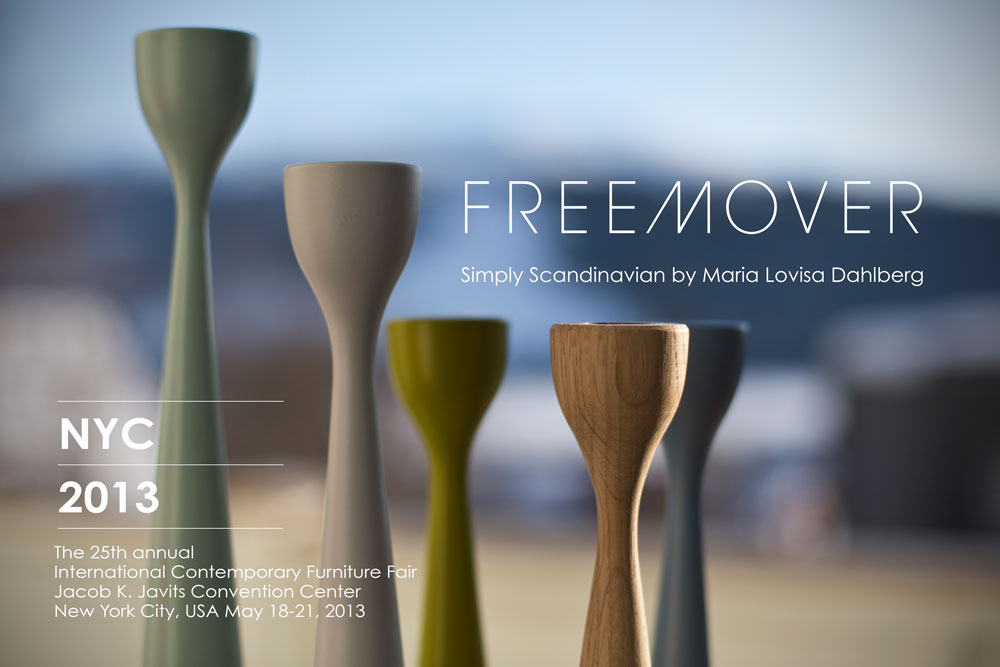 FREEMOVER
Simply Scandinavian by Maria Lovisa Dahlberg
NYC
2013
The 25th annual
International Contemporary Furniture Fair
Jacob K. Javits Convention Center
New York City, USA May 18-21, 2013